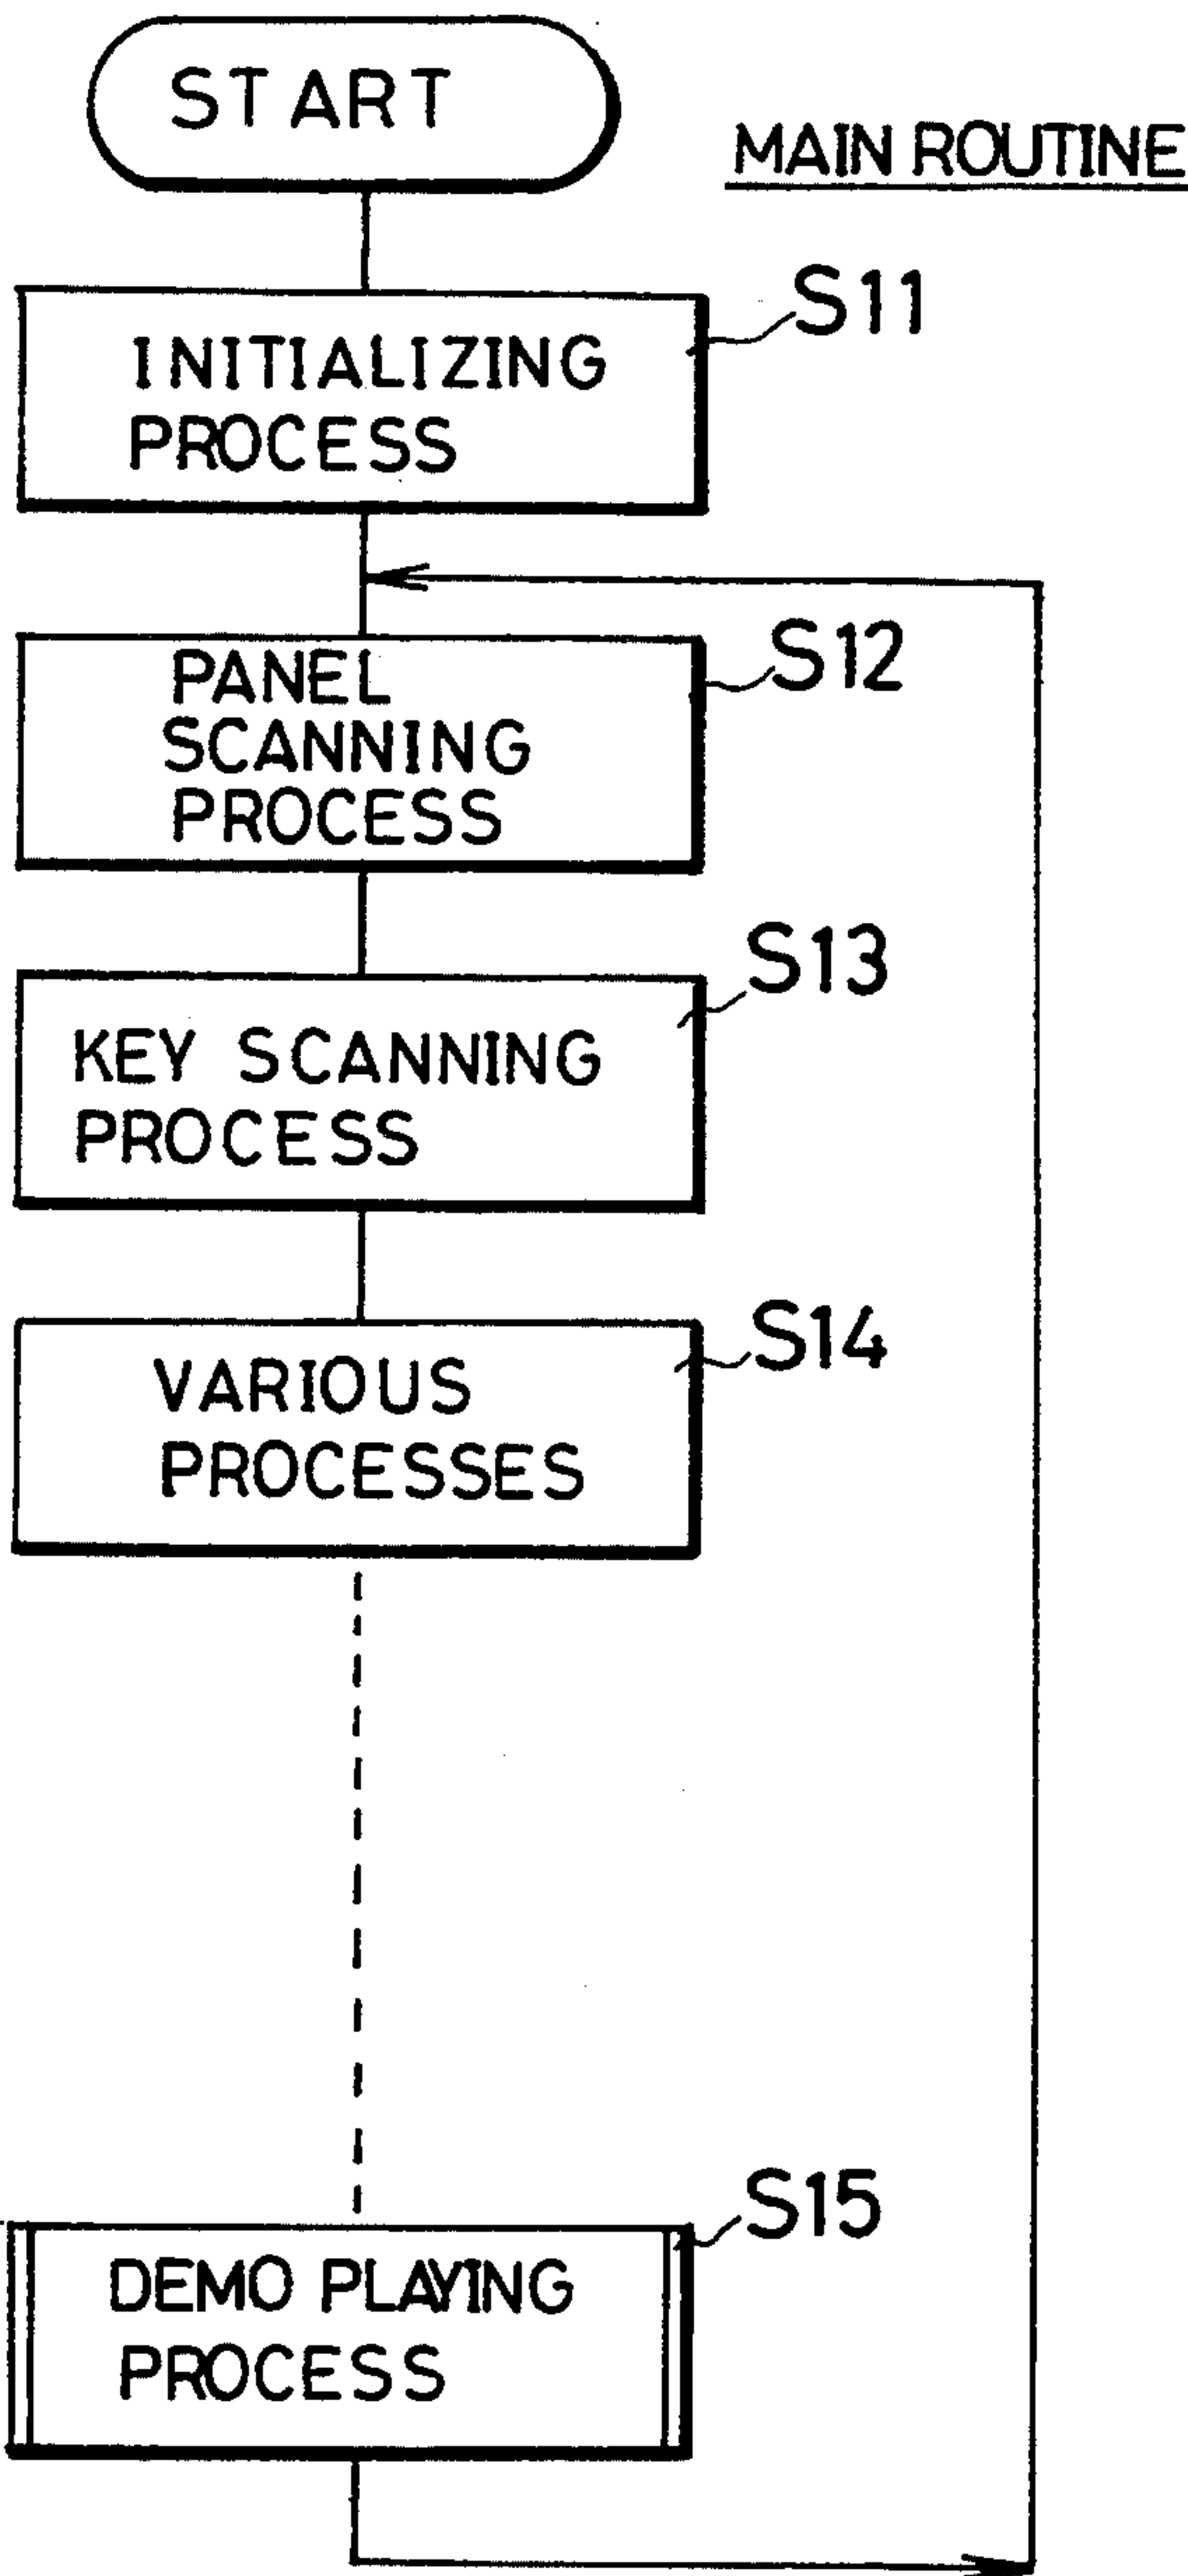 START
MAIN ROUTINE
S11
INITIALIZING
PROCESS
S12
PANEL
SCANNING
PROCESS
S13
KEY SCANNING
PROCESS
S14
VARIOUS
PROCESSES
S15
DEMO PLAYING
PROCESS